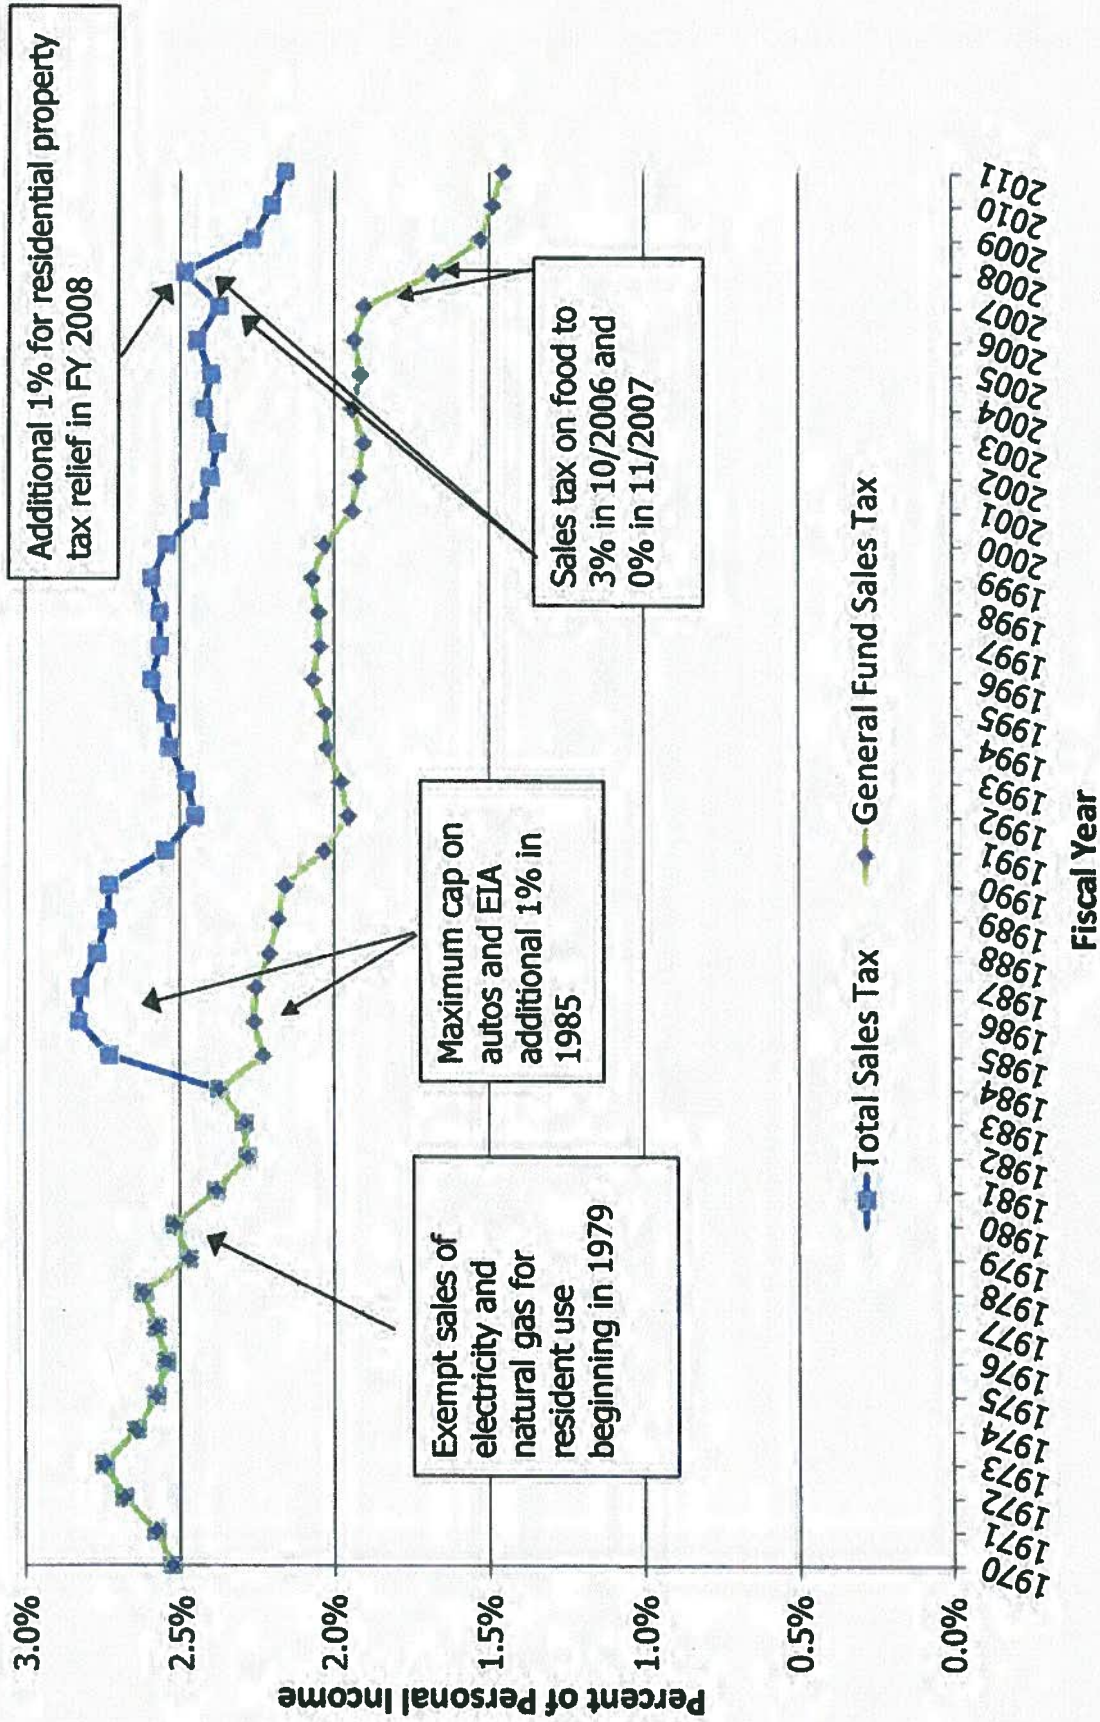 Additional 1% for residential property
tax relief in FY 2008
3.0%
2.5%
2.0%
1.5%
1.0%
0.5%
0.0%
Percent of Personal Income
Exempt sales of
electricity and
natural gas for
resident use
beginning in 1979
Maximum cap on
autos and EIA
additional 1% in
1985
Sales tax on food to
3% in 10/2006 and
0% in 11/2007
Total Sales Tax
General Fund Sales Tax
1970
1971
1972
1973
1974
1975
1976
1977
1978
1979
1980
1981
1982
1983
1984
1985
1986
1987
1988
1989
1990
1991
1992
1993
1994
1995
1996
1997
1998
1999
2000
2001
2002
2003
2004
2005
2006
2007
2008
2009
2010
2011
Fiscal Year